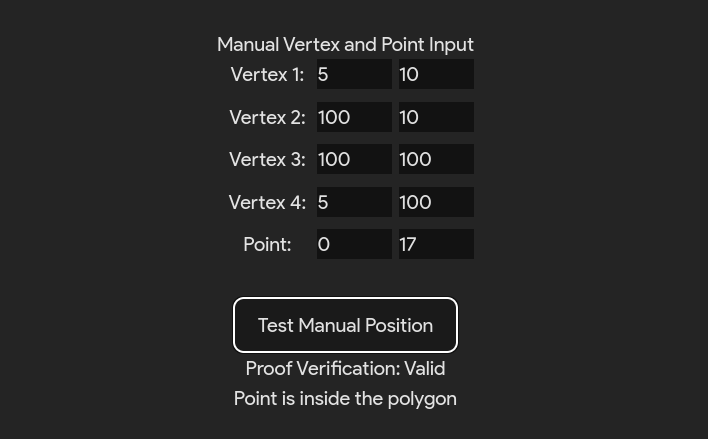 Manual Vertex and Point Input
Vertex 1: 5 10
Vertex 2: 100 10
Vertex 3: 100 100
Vertex 4: 5 100
Point: 0 17
Test Manual Position
Proof Verification: Valid
Point is inside the polygon